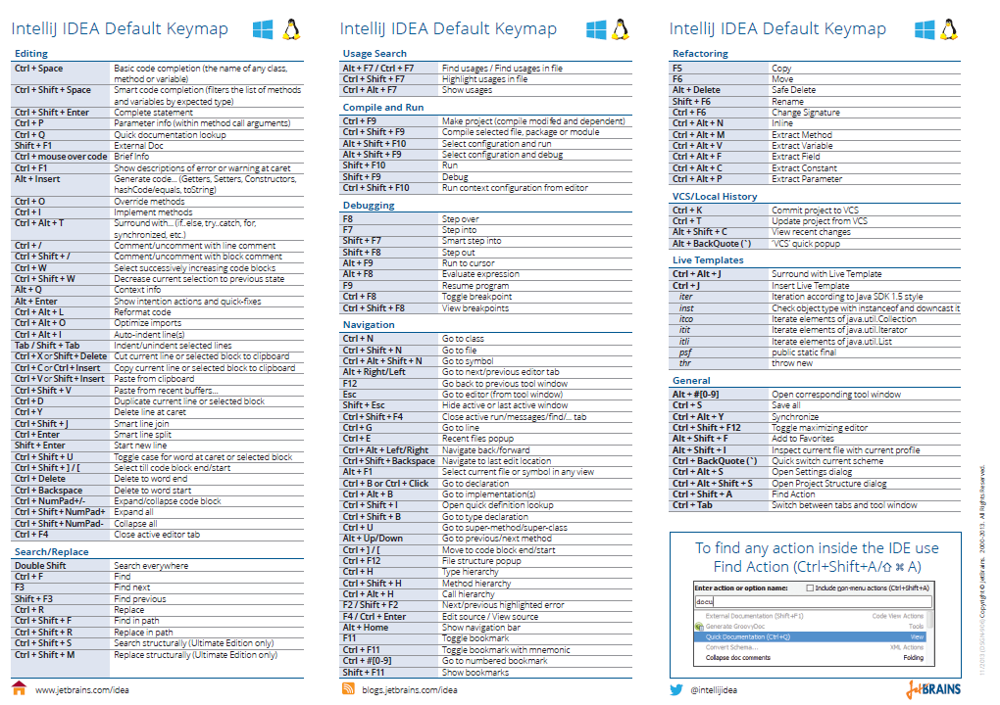 IntelliJ IDEA Default Keymap
Editing
Ctrl + Space Basic code completion (the name of any class,
method or variable)
Ctrl + Shift + Space Smart code completion (filters the list of methods
and variables by expected type)
Ctrl + Shift + Enter Complete statement
Ctrl + P Parameter info (within method call arguments)
Ctrl + Q Quick documentation lookup
Shift + F1 External Doc
Ctrl + mouse over code Brief Info
Ctrl + F1 Show descriptions of error or warning at caret
Alt + Insert Generate code... (Getters, Setters, Constructors,
hashCode/equals, toString)
Ctrl + O Override methods
Ctrl + I Implement methods
Ctrl + Alt + T Surround with... (if..else, try..catch, for,
synchronized, etc.)
Ctrl + / Comment/uncomment with line comment
Ctrl + Shift + / Comment/uncomment with block comment
Ctrl + W Select successively increasing code blocks
Ctrl + Shift + W Decrease current selection to previous state
Alt + Q Context info
Alt + Enter Show intention actions and quick-fixes
Ctrl + Alt + L Reformat code
Ctrl + Alt + O Optimize imports
Ctrl + Alt + I Auto-indent line(s)
Tab / Shift + Tab Indent/unindent selected lines
Ctrl + X or Shift + Delete Cut current line or selected block to clipboard
Ctrl + C or Ctrl + Insert Copy current line or selected block to clipboard
Ctrl + V or Shift + Insert Paste from clipboard
Ctrl + Shift + V Paste from recent buffers...
Ctrl + D Duplicate current line or selected block
Ctrl + Y Delete line at caret
Ctrl + Shift + J Smart line join
Ctrl + Enter Smart line split
Shift + Enter Start new line
Ctrl + Shift + U Toggle case for word at caret or selected block
Ctrl + Shift + ] / [ Select till code block end/start
Ctrl + Delete Delete to word end
Ctrl + Backspace Delete to word start
Ctrl + NumPad+/- Expand/collapse code block
Ctrl + Shift + NumPad+ Expand all
Ctrl + Shift + NumPad- Collapse all
Ctrl + F4 Close active editor tab
Search/Replace
Double Shift Search everywhere
Ctrl + F Find
F3 Find next
Shift + F3 Find previous
Ctrl + R Replace
Ctrl + Shift + F Find in path
Ctrl + Shift + R Replace in path
Ctrl + Shift + S Search structurally (Ultimate Edition only)
Ctrl + Shift + M Replace structurally (Ultimate Edition only)
www.jetbrains.com/idea
IntelliJ IDEA Default Keymap
Usage Search
Alt + F7 / Ctrl + F7 Find usages / Find usages in file
Ctrl + Shift + F7 Highlight usages in file
Ctrl + Alt + F7 Show usages
Compile and Run
Ctrl + F9 Make project (compile modifed and dependent)
Ctrl + Shift + F9 Compile selected file, package or module
Alt + Shift + F10 Select configuration and run
Alt + Shift + F9 Select configuration and debug
Shift + F10 Run
Shift + F9 Debug
Ctrl + Shift + F10 Run context configuration from editor
Debugging
F8 Step over
F7 Step into
Shift + F7 Smart step into
Shift + F8 Step out
Alt + F9 Run to cursor
Alt + F8 Evaluate expression
F9 Resume program
Ctrl + F8 Toggle breakpoint
Ctrl + Shift + F8 View breakpoints
Navigation
Ctrl + N Go to class
Ctrl + Shift + N Go to file
Ctrl + Alt + Shift + N Go to symbol
Alt + Right/Left Go to next/previous editor tab
F12 Go back to previous tool window
Esc Go to editor (from tool window)
Shift + Esc Hide active or last active window
Ctrl + Shift + F4 Close active run/messages/find/... tab
Ctrl + G Go to line
Ctrl + E Recent files popup
Ctrl + Alt + Left/Right Navigate back/forward
Ctrl + Shift + Backspace Navigate to last edit location
Alt + F1 Select current file or symbol in any view
Ctrl + B or Ctrl + Click Go to declaration
Ctrl + Alt + B Go to implementation(s)
Ctrl + Shift + I Open quick definition lookup
Ctrl + Shift + B Go to type declaration
Ctrl + U Go to super-method/super-class
Alt + Up/Down Go to previous/next method
Ctrl + ] / [ Move to code block end/start
Ctrl + F12 File structure popup
Ctrl + H Type hierarchy
Ctrl + Shift + H Method hierarchy
Ctrl + Alt + H Call hierarchy
F2 / Shift + F2 Next/previous highlighted error
F4 / Ctrl + Enter Edit source / View source
Alt + Home Show navigation bar
F11 Toggle bookmark
Ctrl + F11 Toggle bookmark with mnemonic
Ctrl + #[0-9] Go to numbered bookmark
Shift + F11 Show bookmarks
blogs.jetbrains.com/idea
IntelliJ IDEA Default Keymap
Refactoring
F5 Copy
F6 Move
Alt + Delete Safe Delete
Shift + F6 Rename
Ctrl + F6 Change Signature
Ctrl + Alt + N Inline
Ctrl + Alt + M Extract Method
Ctrl + Alt + V Extract Variable
Ctrl + Alt + F Extract Field
Ctrl + Alt + C Extract Constant
Ctrl + Alt + P Extract Parameter
VCS/Local History
Ctrl + K Commit project to VCS
Ctrl + T Update project from VCS
Alt + Shift + C View recent changes
Alt + BackQuote (`) 'VCS' quick popup
Live Templates
Ctrl + Alt + J Surround with Live Template
Ctrl + J Insert Live Template
iter Iteration according to Java SDK 1.5 style
inst Check object type with instanceof and downcast it
itco Iterate elements of java.util.Collection
itit Iterate elements of java.util.Iterator
itli Iterate elements of java.util.List
psf public static final
thr throw new
General
Alt + #[0-9] Open corresponding tool window
Ctrl + S Save all
Ctrl + Alt + Y Synchronize
Ctrl + Shift + F12 Toggle maximizing editor
Alt + Shift + F Add to Favorites
Alt + Shift + I Inspect current file with current profile
Ctrl + BackQuote (`) Quick switch current scheme
Ctrl + Alt + S Open Settings dialog
Ctrl + Alt + Shift + S Open Project Structure dialog
Ctrl + Shift + A Find Action
Ctrl + Tab Switch between tabs and tool window
To find any action inside the IDE use
Find Action (Ctrl+Shift+A/⇧ ⌘ A)
Enter action or option name: Include non-menu actions (Ctrl+Shift+A)
docu
External Documentation (Shift+F1) Code View Actions
Generate GroovyDoc Tools
Quick Documentation (Ctrl+Q) View
Convert Schema... XML Actions
Collapse doc comments Folding
@intellijidea
JetBRAINS
Copyright © JetBrains. 2000-2013. All Rights Reserved.